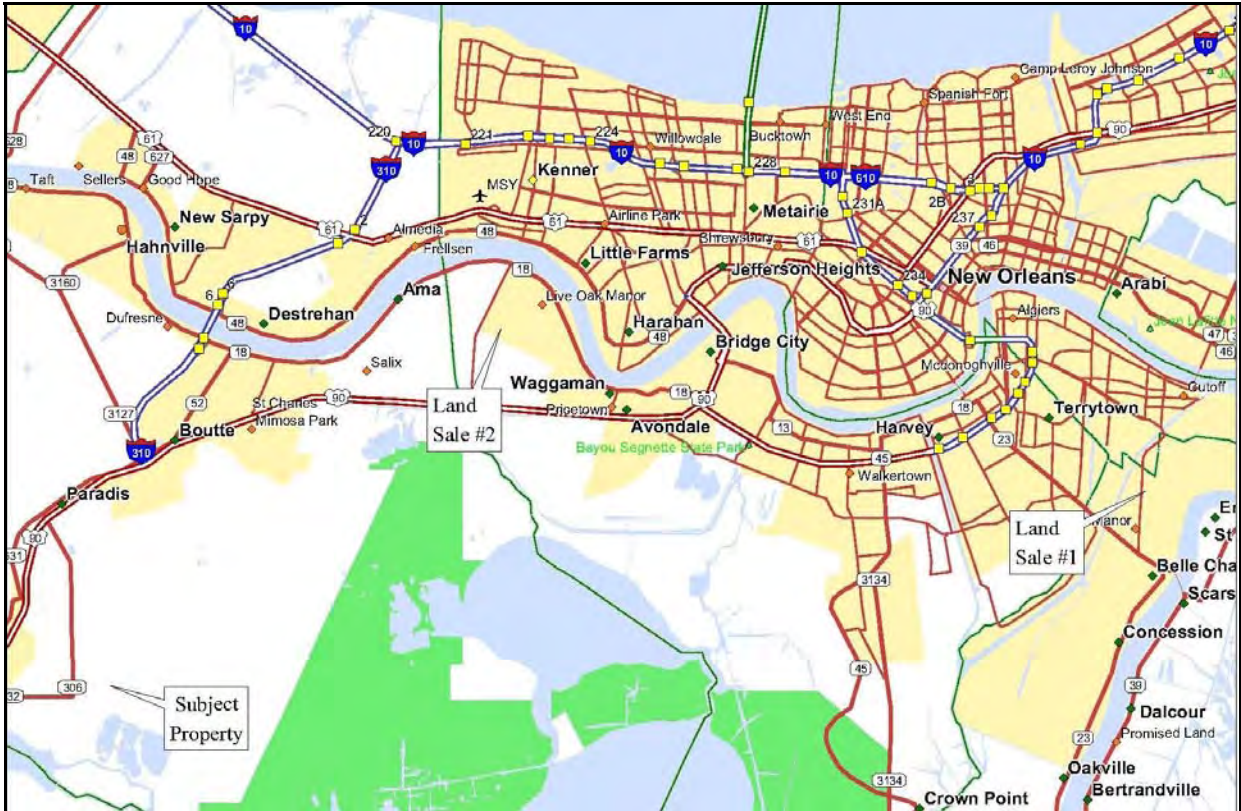 10
10
Camp Leroy Johnson
Spanish Fort
West End
90
61
220
221
224
Willowdale
Bucktown
628
48
627
10
10
228
10
610
10
310
Kenner
MSY
Taft
Sellers
Good Hope
231A
2B
3
New Sarpy
Airline Park
Metairie
237
2
61
Almedia
48
61
Shrewsbury
61
39
46
Hahnville
Frellsen
18
Little Farms
Jefferson Heights
234
New Orleans
3160
Ama
Live Oak Manor
90
Arabi
6
Dufresne
48
Destrehan
Harahan
48
Algiers
47
46
18
Salix
Bridge City
Mcdonoghville
Land
Sale #2
Waggaman
18
Cutoff
3127
52
St Charles
90
Pricetown
90
18
Terrytown
Mimosa Park
Avondale
13
Harvey
23
Boutte
Bayou Segnette State Park
45
310
Walkertown
Paradis
Land
Sale #1
Manor
90
631
3134
Belle Cha
Scars
Concession
45
32
306
Subject
Property
39
Dalcour
23
Promised Land
3134
Oakville
Bertrandville
Crown Point